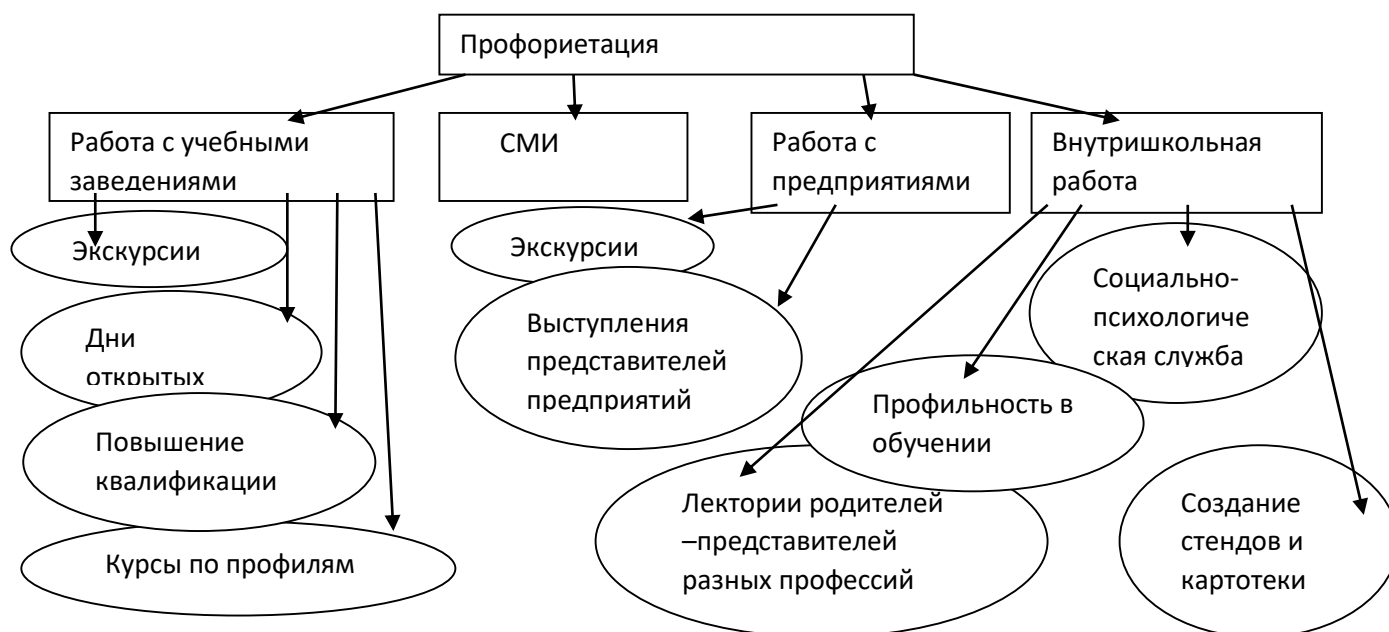 Профориетация
Работа с учебными
заведениями
СМИ
Работа с
предприятиями
Внутришкольная
работа
Экскурсии
Дни
открытых
Повышение
квалификации
Курсы по профилям
Экскурсии
Выступления
представителей
предприятий
Социально-
психологиче
ская служба
Профильность в
обучении
Лектории родителей
–представителей
разных профессий
Создание
стендов и
картотеки